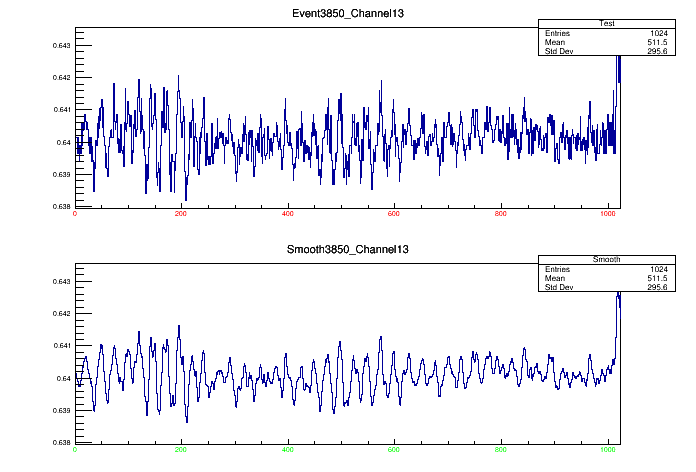 Event3850_Channel13
Test
Entries 1024
Mean 511.5
Std Dev 295.6
0.643
0.642
0.641
0.64
0.639
0.638
0 200 400 600 800 1000
Smooth3850_Channel13
Smooth
Entries 1024
Mean 511.5
Std Dev 295.6
0.643
0.642
0.641
0.64
0.639
0.638
0 200 400 600 800 1000